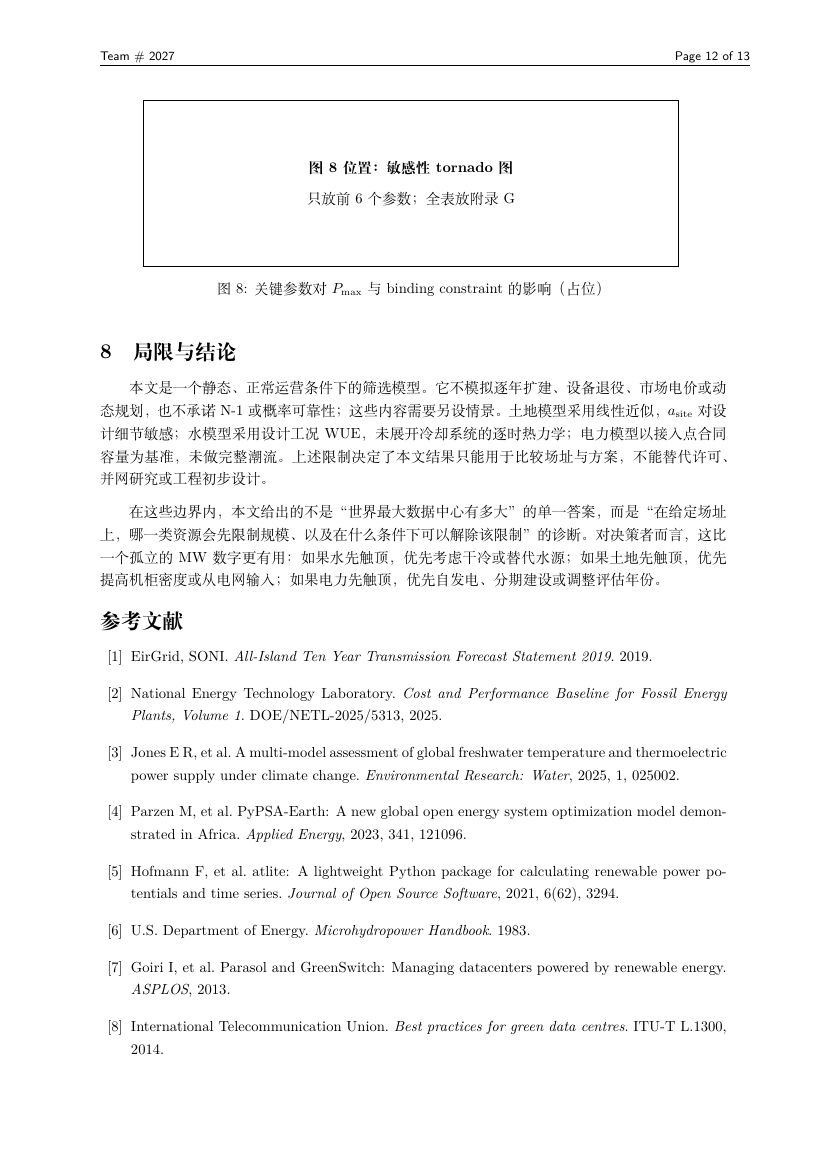 Team # 2027
Page 12 of 13
图 8 位置：敏感性 tornado 图
只放前 6 个参数；全表放附录 G
图 8: 关键参数对 Pmax 与 binding constraint 的影响（占位）
8 局限与结论
本文是一个静态、正常运营条件下的筛选模型。它不模拟逐年扩建、设备退役、市场电价或动
态规划，也不承诺 N-1 或概率可靠性；这些内容需要另设情景。土地模型采用线性近似，asite 对设
计细节敏感；水模型采用设计工况 WUE，未展开冷却系统的逐时热力学；电力模型以接入点合同
容量为基准，未做完整潮流。上述限制决定了本文结果只能用于比较场址与方案，不能替代许可、
并网研究或工程初步设计。
在这些边界内，本文给出的不是“世界最大数据中心有多大”的单一答案，而是“在给定场址
上，哪一类资源会先限制规模、以及在什么条件下可以解除该限制”的诊断。对决策者而言，这比
一个孤立的 MW 数字更有用：如果水先触顶，优先考虑干冷或替代水源；如果土地先触顶，优先
提高机柜密度或从电网输入；如果电力先触顶，优先自发电、分期建设或调整评估年份。
参考文献
[1] EirGrid, SONI. All-Island Ten Year Transmission Forecast Statement 2019. 2019.
[2] National Energy Technology Laboratory. Cost and Performance Baseline for Fossil Energy
Plants, Volume 1. DOE/NETL-2025/5313, 2025.
[3] Jones E R, et al. A multi-model assessment of global freshwater temperature and thermoelectric
power supply under climate change. Environmental Research: Water, 2025, 1, 025002.
[4] Parzen M, et al. PyPSA-Earth: A new global open energy system optimization model demon-
strated in Africa. Applied Energy, 2023, 341, 121096.
[5] Hofmann F, et al. atlite: A lightweight Python package for calculating renewable power po-
tentials and time series. Journal of Open Source Software, 2021, 6(62), 3294.
[6] U.S. Department of Energy. Microhydropower Handbook. 1983.
[7] Goiri I, et al. Parasol and GreenSwitch: Managing datacenters powered by renewable energy.
ASPLOS, 2013.
[8] International Telecommunication Union. Best practices for green data centres. ITU-T L.1300,
2014.